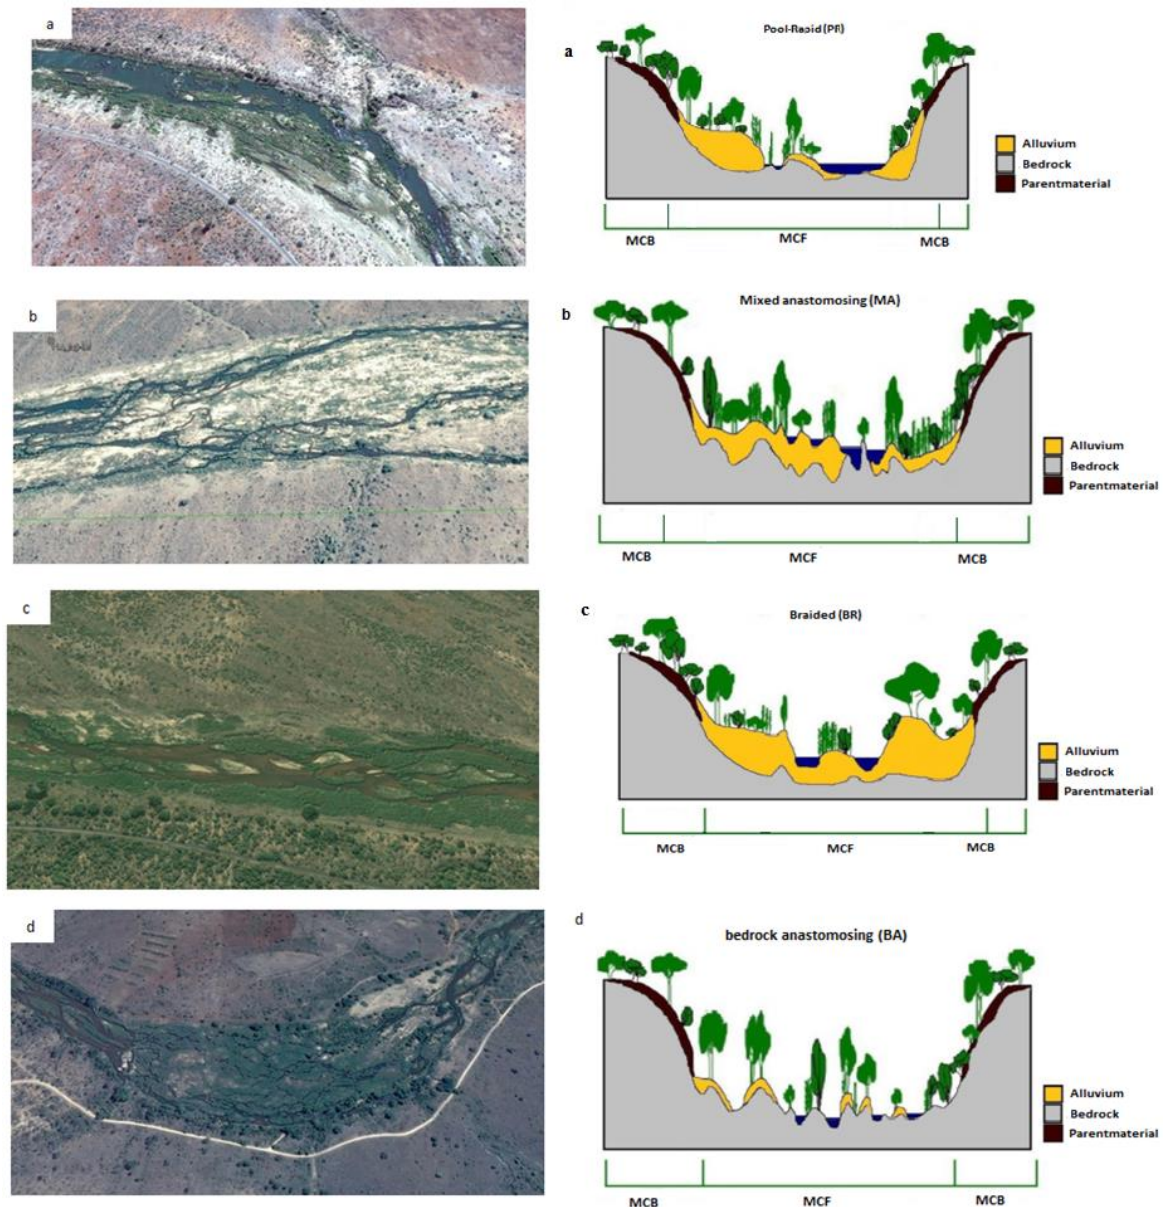 a
a
Pool-Rapid (PR)
Alluvium
Bedrock
Parentmaterial
MCB
MCF
MCB
b
b
Mixed anastomosing (MA)
Alluvium
Bedrock
Parentmaterial
MCB
MCF
MCB
c
c
Braided (BR)
Alluvium
Bedrock
Parentmaterial
MCB
MCF
MCB
d
d
bedrock anastomosing (BA)
Alluvium
Bedrock
Parentmaterial
MCB
MCF
MCB